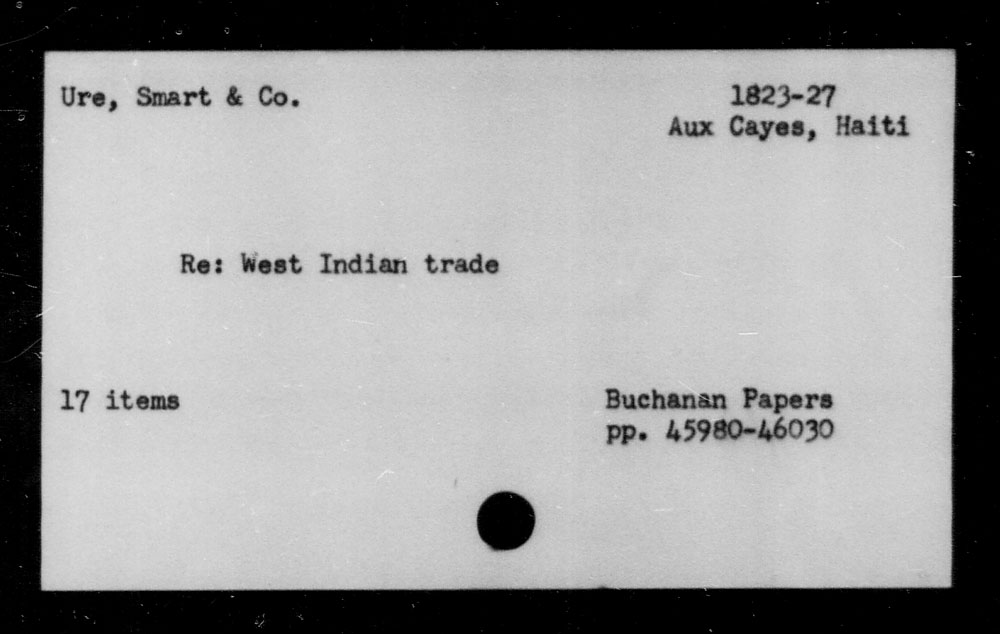 Ure, Smart & Co.
1823-27
Aux Cayes, Haiti
Re: West Indian trade
17 items
Buchanan Papers
pp. 45980-46030